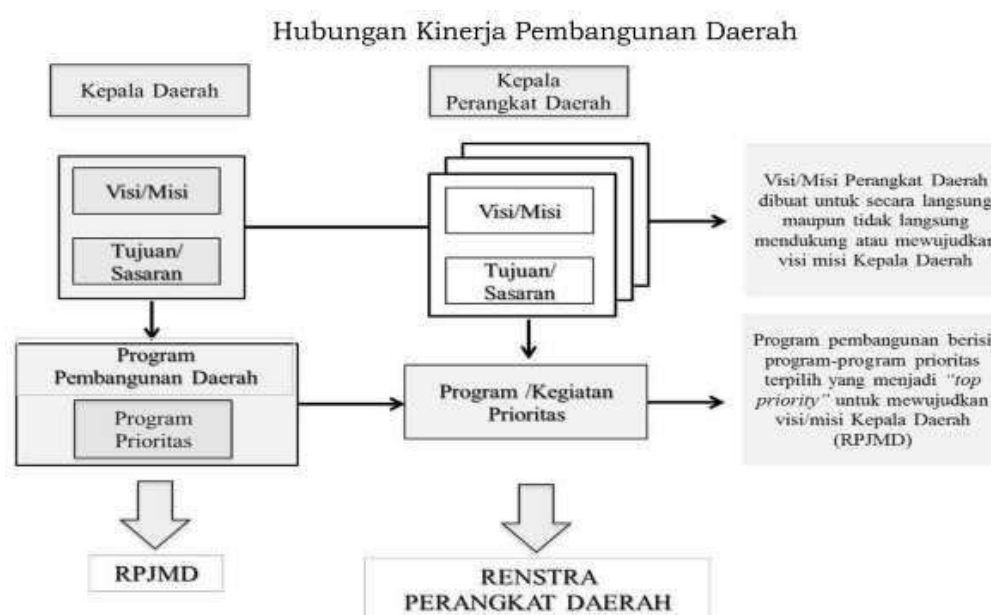 Hubungan Kinerja Pembangunan Daerah
Kepala Daerah
Kepala
Perangkat Daerah
Visi/Misi
Tujuan/
Sasaran
Visi/Misi
Tujuan/
Sasaran
Visi/Misi Perangkat Daerah
dibuat untuk secara langsung
maupun tidak langsung
mendukung atau mewujudkan
visi misi Kepala Daerah
Program
Pembangunan Daerah
Program
Prioritas
Program /Kegiatan
Prioritas
Program pembangunan berisi
program-program prioritas
terpilih yang menjadi "top
priority" untuk mewujudkan
visi/misi Kepala Daerah
(RPJMD)
RPJMD
RENSTRA
PERANGKAT DAERAH